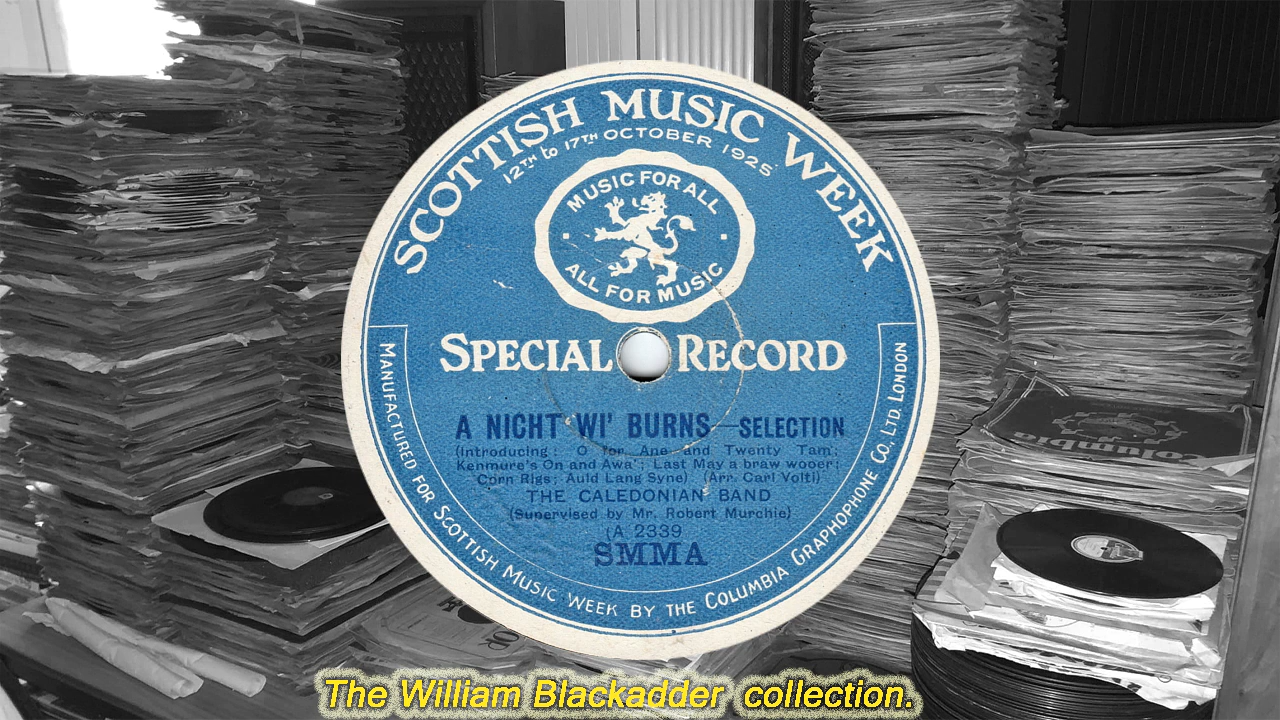 SCOTTISH MUSIC WEEK
12TH to 17TH OCTOBER 1925
MUSIC FOR ALL
ALL FOR MUSIC
SPECIAL RECORD
A NIGHT WI' BURNS—SELECTION
(Introducing: O for Ane and Twenty Tam;
Kenmure's On and Awa'; Last May a braw wooer;
Corn Rigs; Auld Lang Syne) (Arr. Carl Volti)
THE CALEDONIAN BAND
(Supervised by Mr. Robert Murchie)
(A 2339
SMMA
MANUFACTURED FOR SCOTTISH MUSIC WEEK BY THE COLUMBIA GRAPHOPHONE CO., LTD. LONDON
Columbia
The William Blackadder collection.